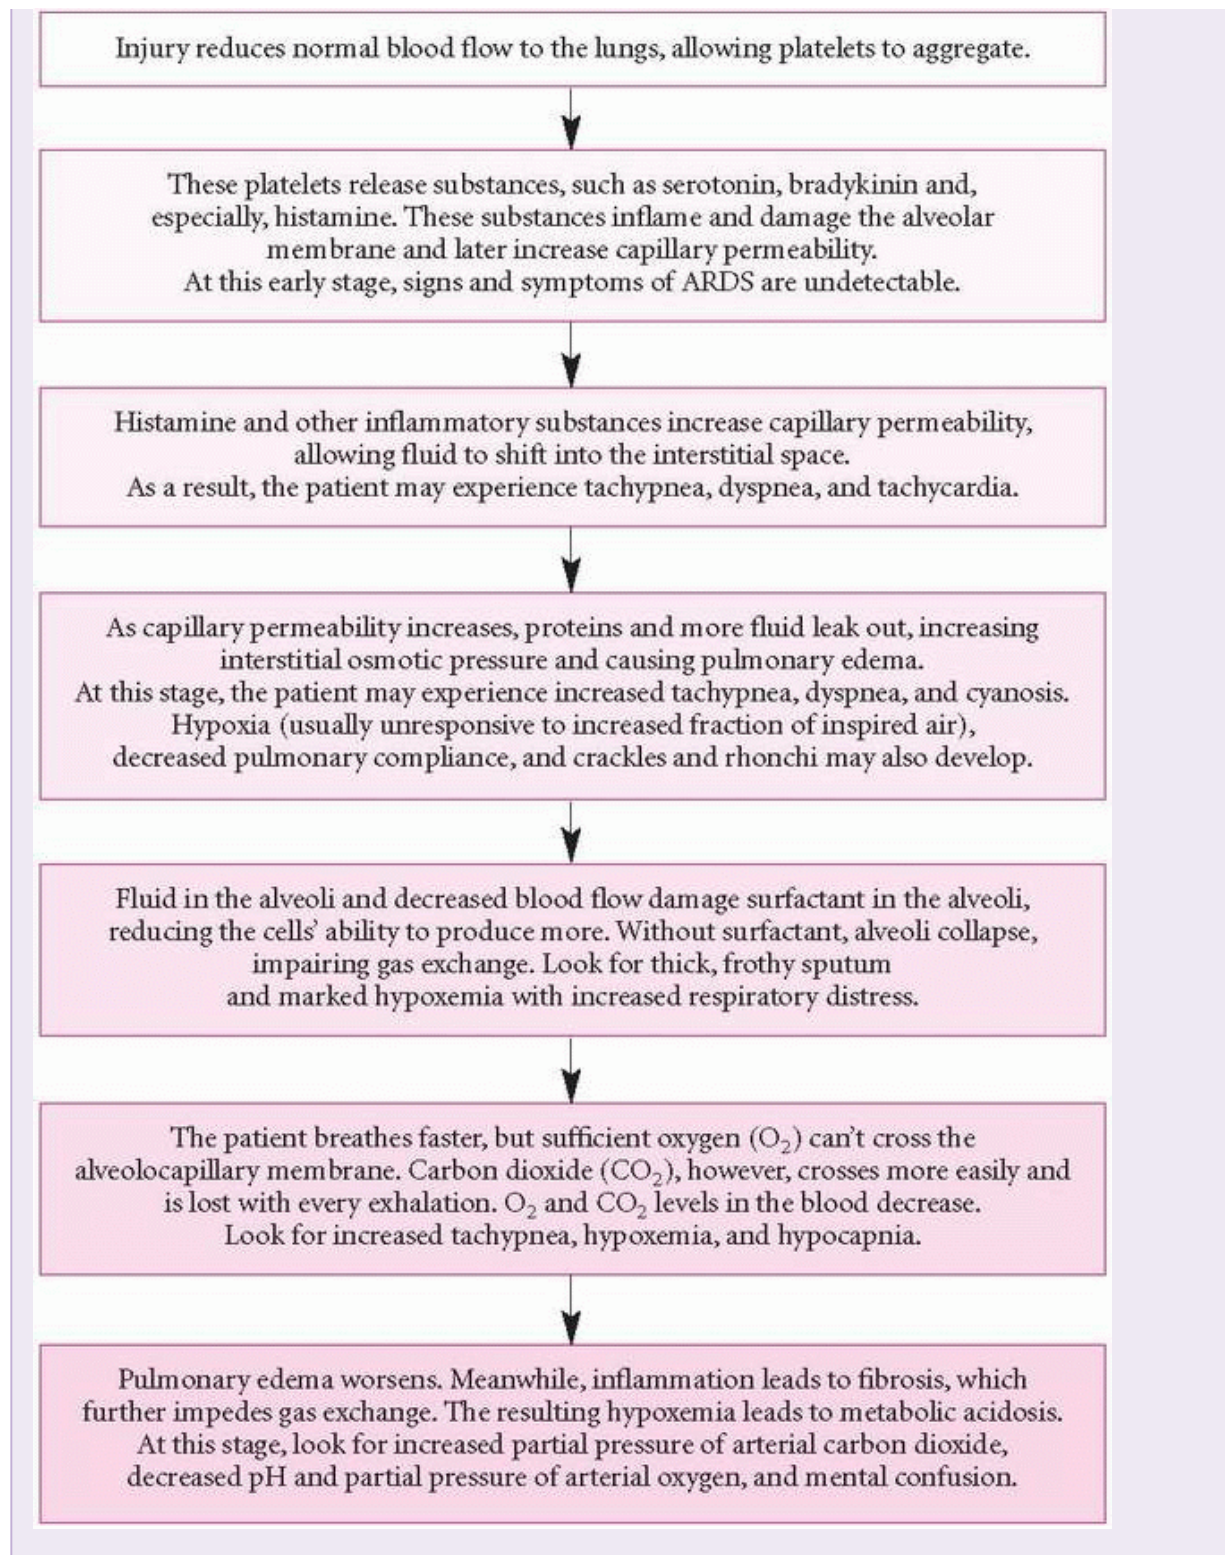 Injury reduces normal blood flow to the lungs, allowing platelets to aggregate.
These platelets release substances, such as serotonin, bradykinin and,
especially, histamine. These substances inflame and damage the alveolar
membrane and later increase capillary permeability.
At this early stage, signs and symptoms of ARDS are undetectable.
Histamine and other inflammatory substances increase capillary permeability,
allowing fluid to shift into the interstitial space.
As a result, the patient may experience tachypnea, dyspnea, and tachycardia.
As capillary permeability increases, proteins and more fluid leak out, increasing
interstitial osmotic pressure and causing pulmonary edema.
At this stage, the patient may experience increased tachypnea, dyspnea, and cyanosis.
Hypoxia (usually unresponsive to increased fraction of inspired air),
decreased pulmonary compliance, and crackles and rhonchi may also develop.
Fluid in the alveoli and decreased blood flow damage surfactant in the alveoli,
reducing the cells’ ability to produce more. Without surfactant, alveoli collapse,
impairing gas exchange. Look for thick, frothy sputum
and marked hypoxemia with increased respiratory distress.
The patient breathes faster, but sufficient oxygen (O₂) can’t cross the
alveolocapillary membrane. Carbon dioxide (CO₂), however, crosses more easily and
is lost with every exhalation. O₂ and CO₂ levels in the blood decrease.
Look for increased tachypnea, hypoxemia, and hypocapnia.
Pulmonary edema worsens. Meanwhile, inflammation leads to fibrosis, which
further impedes gas exchange. The resulting hypoxemia leads to metabolic acidosis.
At this stage, look for increased partial pressure of arterial carbon dioxide,
decreased pH and partial pressure of arterial oxygen, and mental confusion.